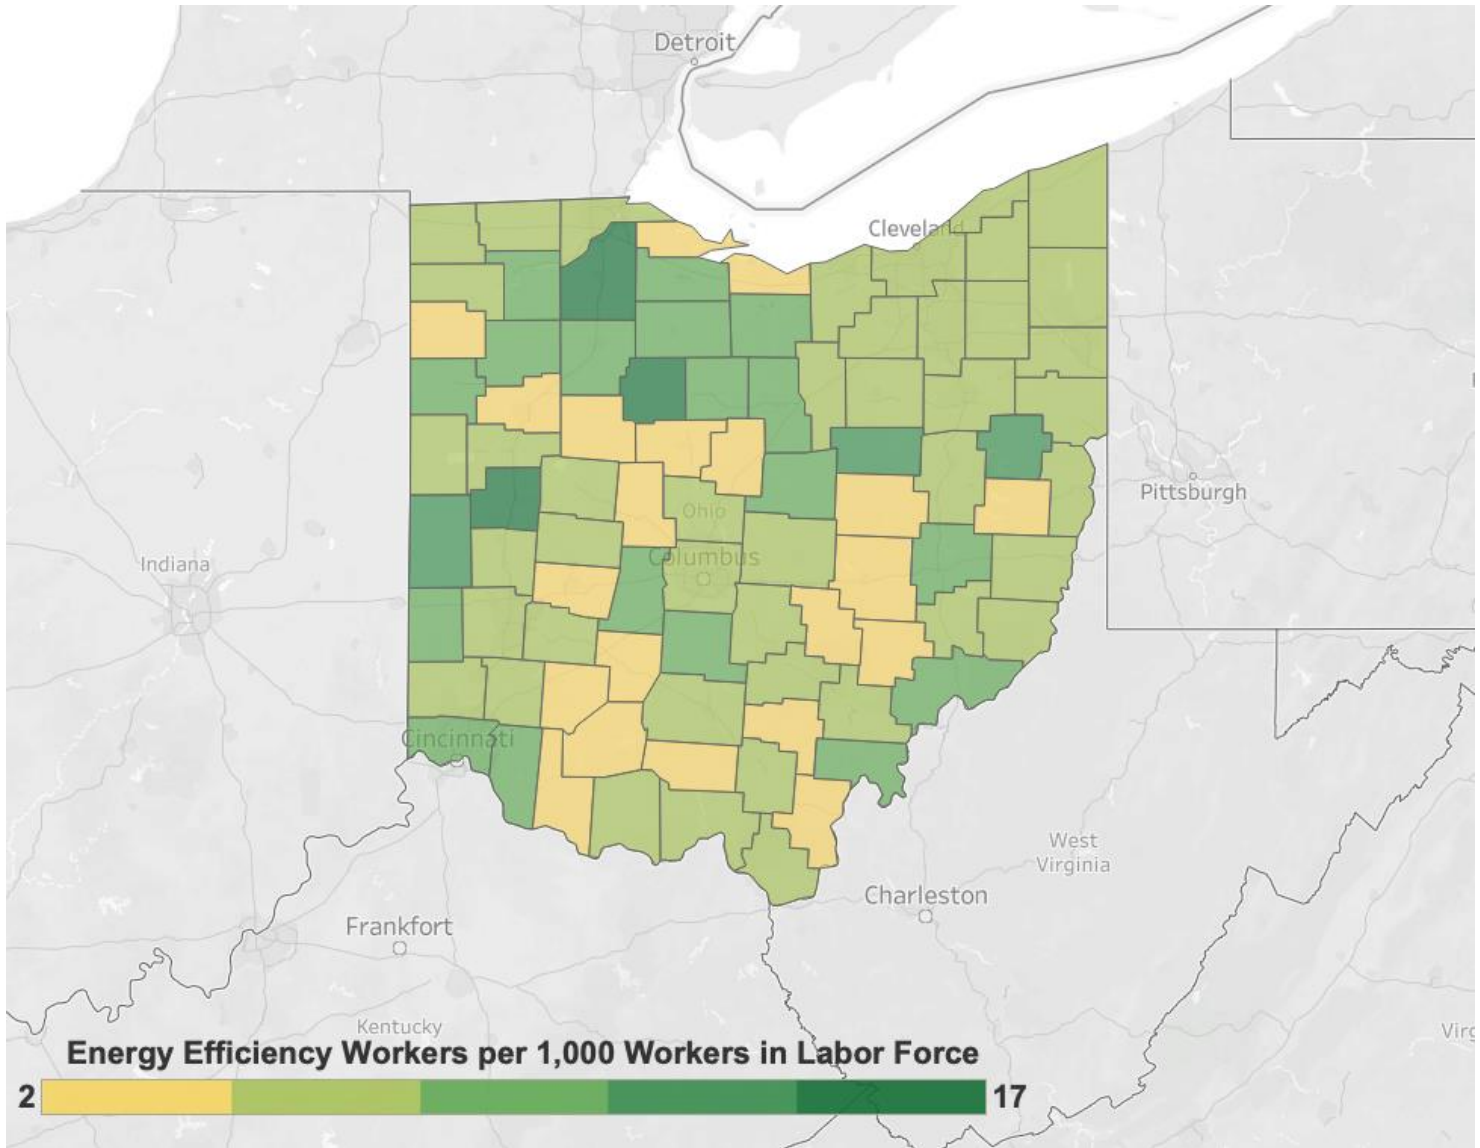 Detroit
Cleveland
Pittsburgh
Ohio
Columbus
Indiana
Cincinnati
West
Virginia
Charleston
Frankfort
Kentucky
Energy Efficiency Workers per 1,000 Workers in Labor Force
2
17